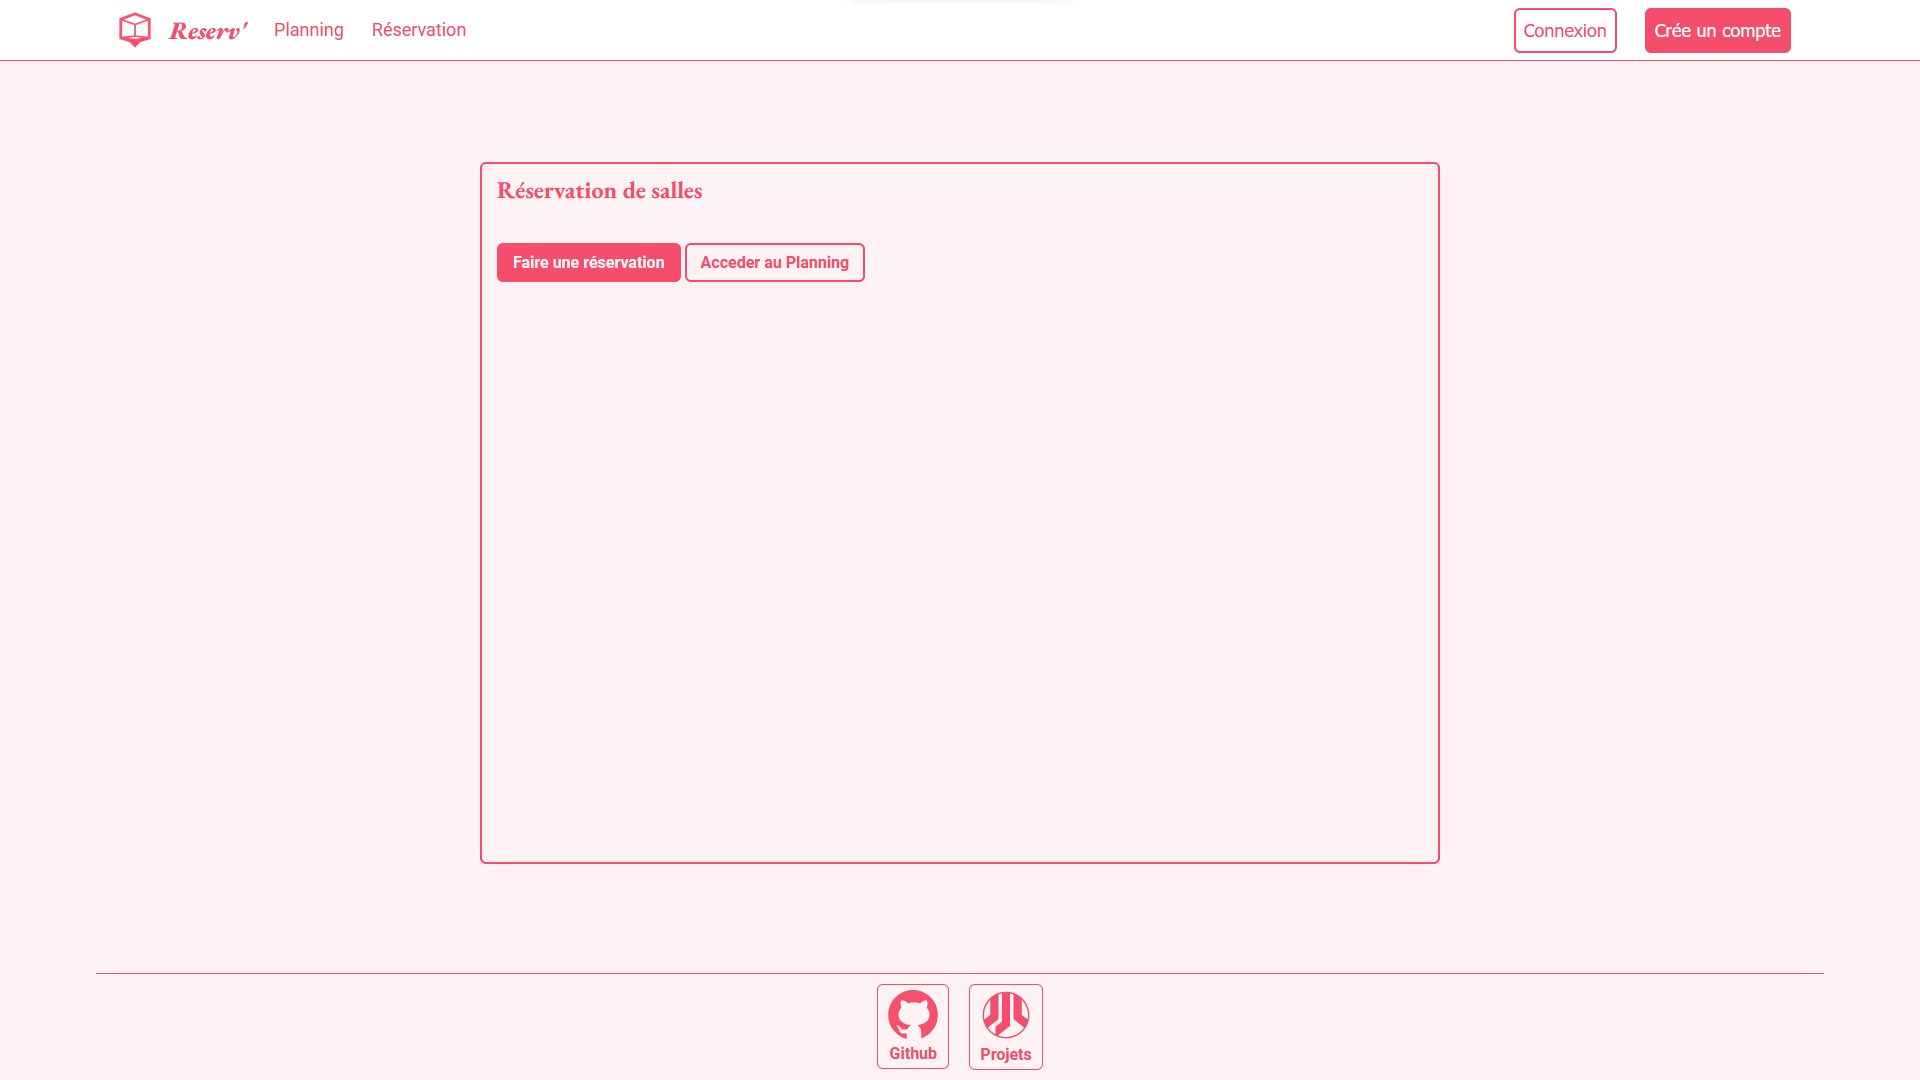 Reserv' Planning Réservation Connexion Crée un compte
Réservation de salles
Faire une réservation Acceder au Planning
Github Projets